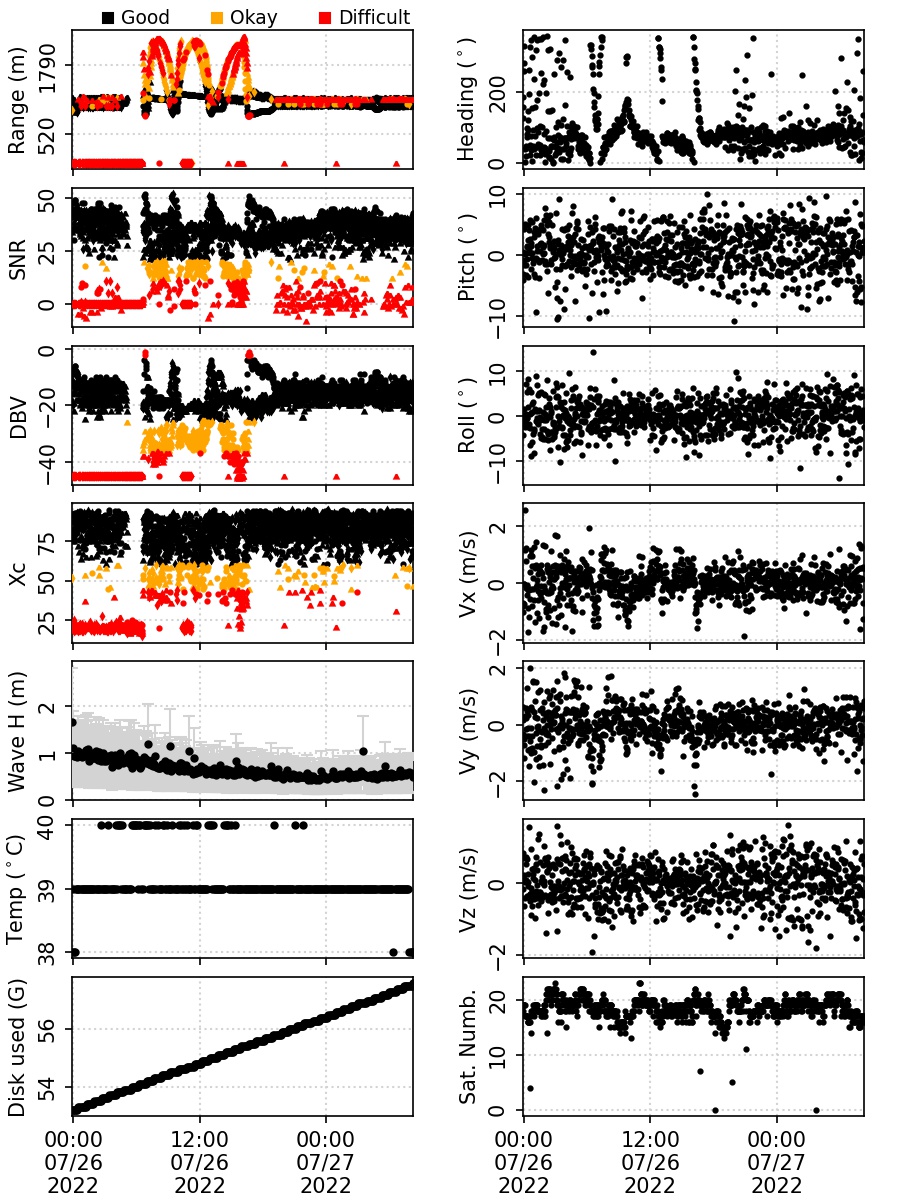 Good Okay Difficult
Range (m)
1790
520
Heading (°)
200
0
SNR
50
25
0
Pitch (°)
10
0
−10
DBV
0
−20
−40
Roll (°)
10
0
−10
Xc
75
50
25
Vx (m/s)
2
0
−2
Wave H (m)
2
1
0
Vy (m/s)
2
0
−2
Temp (°C)
40
39
38
Vz (m/s)
0
−2
Disk used (G)
56
54
Sat. Numb.
20
10
0
00:00 12:00 00:00
07/26 07/26 07/27
2022 2022 2022
00:00 12:00 00:00
07/26 07/26 07/27
2022 2022 2022